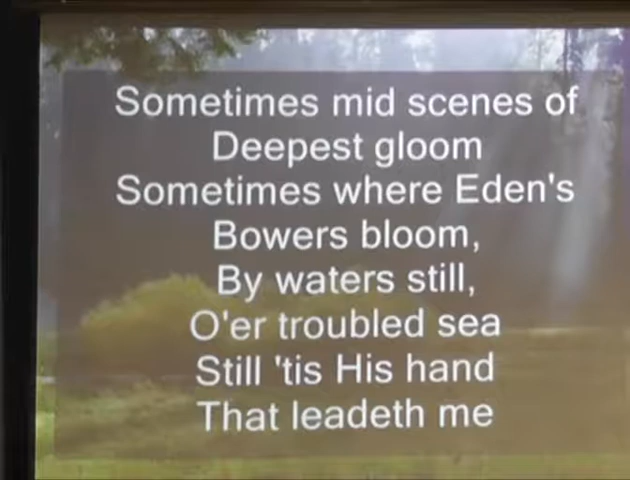 Sometimes mid scenes of
Deepest gloom
Sometimes where Eden's
Bowers bloom,
By waters still,
O'er troubled sea
Still 'tis His hand
That leadeth me